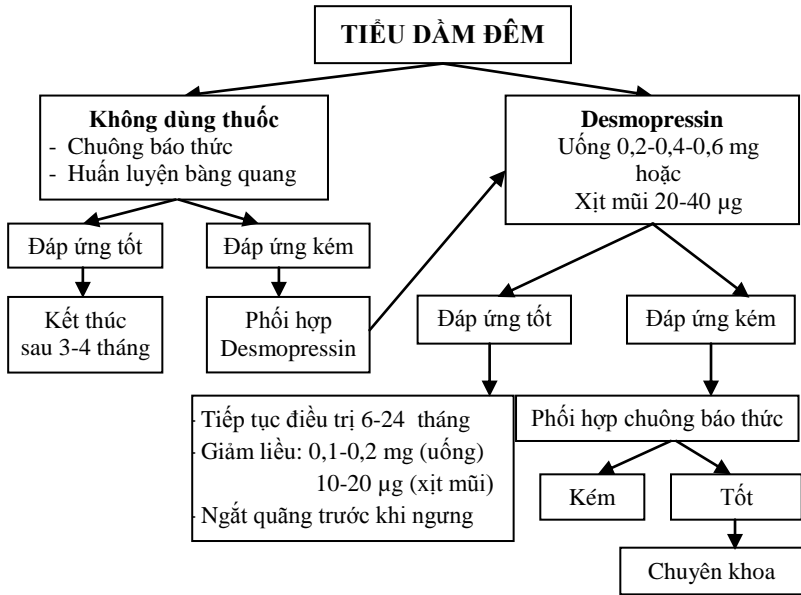 TIỂU DẦM ĐÊM
Không dùng thuốc
- Chuông báo thức
- Huấn luyện bàng quang
Desmopressin
Uống 0,2-0,4-0,6 mg
hoặc
Xịt mũi 20-40 µg
Đáp ứng tốt
Đáp ứng kém
Kết thúc
sau 3-4 tháng
Phối hợp
Desmopressin
Đáp ứng tốt
Đáp ứng kém
- Tiếp tục điều trị 6-24 tháng
- Giảm liều: 0,1-0,2 mg (uống)
10-20 µg (xịt mũi)
- Ngắt quãng trước khi ngưng
Phối hợp chuông báo thức
Kém
Tốt
Chuyên khoa